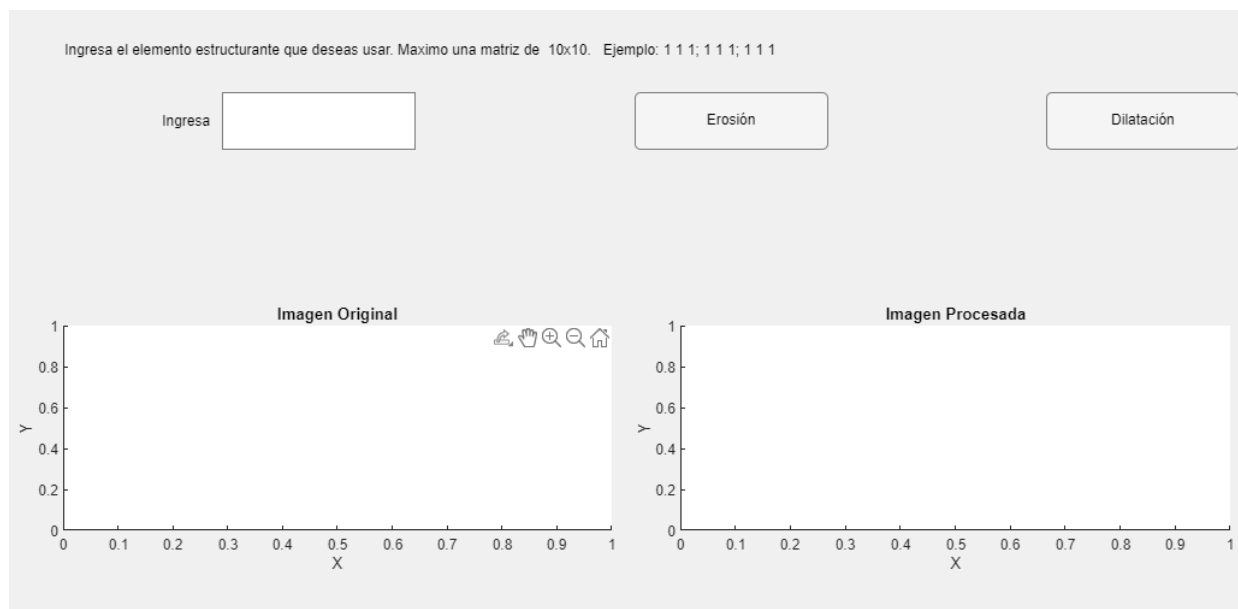 Ingresa el elemento estructurante que deseas usar. Maximo una matriz de  10x10.   Ejemplo: 1 1 1; 1 1 1; 1 1 1
Ingresa
Erosión
Dilatación
Imagen Original
1
0.8
0.6
0.4
0.2
0
Y
0 0.1 0.2 0.3 0.4 0.5 0.6 0.7 0.8 0.9 1
X
Imagen Procesada
1
0.8
0.6
0.4
0.2
0
Y
0 0.1 0.2 0.3 0.4 0.5 0.6 0.7 0.8 0.9 1
X